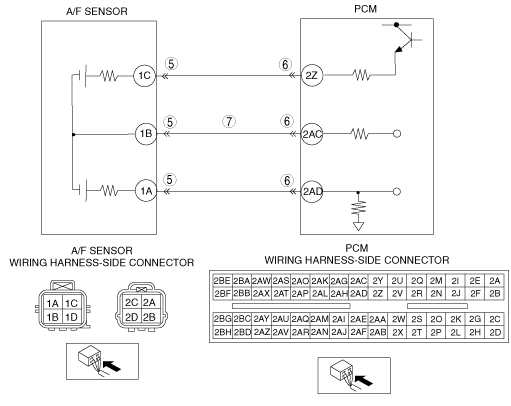 A/F SENSOR
PCM
1C 5 6 2Z
1B 5 7 6 2AC
1A 5 6 2AD
A/F SENSOR
WIRING HARNESS-SIDE CONNECTOR
PCM
WIRING HARNESS-SIDE CONNECTOR
1A 1C
1B 1D
2C 2A
2D 2B
2BE 2BA 2AW 2AS 2AO 2AK 2AG 2AC 2Y 2U 2Q 2M 2I 2E 2A
2BF 2BB 2AX 2AT 2AP 2AL 2AH 2AD 2Z 2V 2R 2N 2J 2F 2B
2BG 2BC 2AY 2AU 2AQ 2AM 2AI 2AE 2AA 2W 2S 2O 2K 2G 2C
2BH 2BD 2AZ 2AV 2AR 2AN 2AJ 2AF 2AB 2X 2T 2P 2L 2H 2D